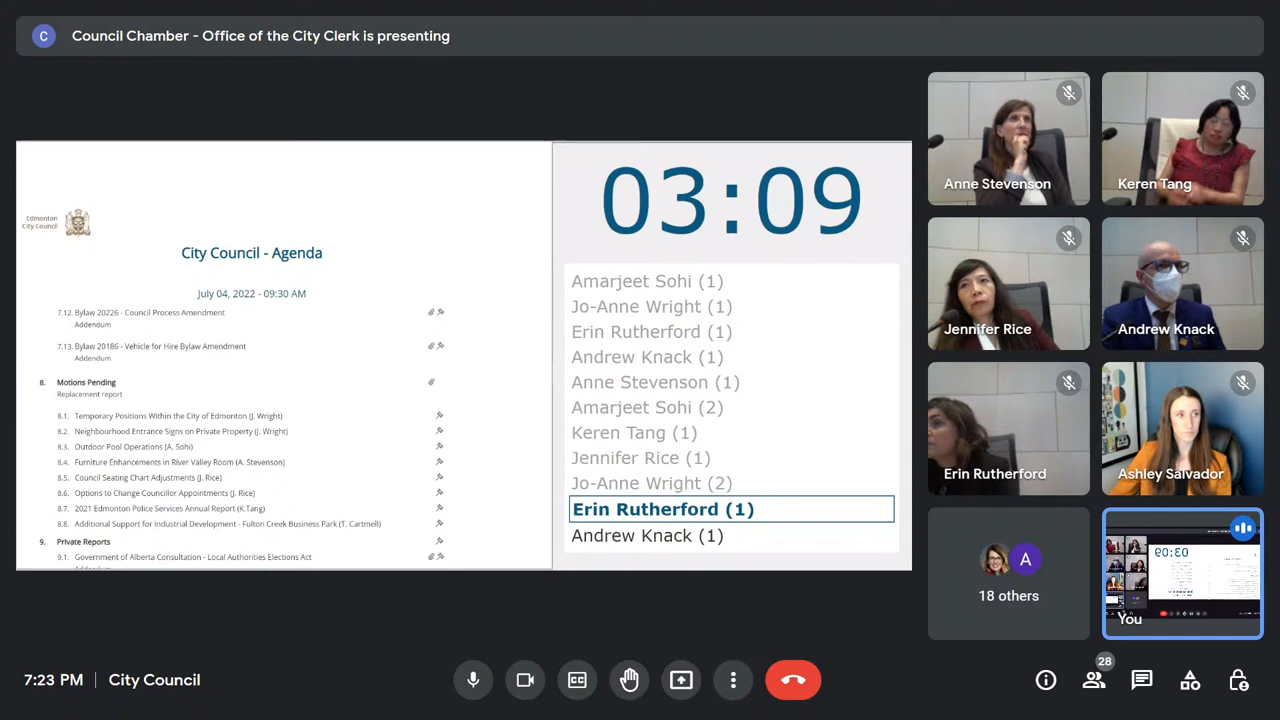 C
Council Chamber - Office of the City Clerk is presenting
Edmonton
City Council
City Council - Agenda
July 04, 2022 - 09:30 AM
7.12. Bylaw 20226 - Council Process Amendment
Addendum
7.13. Bylaw 20186 - Vehicle for Hire Bylaw Amendment
Addendum
8. Motions Pending
Replacement report
8.1. Temporary Positions Within the City of Edmonton (J. Wright)
8.2. Neighbourhood Entrance Signs on Private Property (J. Wright)
8.3. Outdoor Pool Operations (A. Sohi)
8.4. Furniture Enhancements in River Valley Room (A. Stevenson)
8.5. Council Seating Chart Adjustments (J. Rice)
8.6. Options to Change Councillor Appointments (J. Rice)
8.7. 2021 Edmonton Police Services Annual Report (K.Tang)
8.8. Additional Support for Industrial Development - Fulton Creek Business Park (T. Cartmell)
9. Private Reports
9.1. Government of Alberta Consultation - Local Authorities Elections Act
03:09
Amarjeet Sohi (1)
Jo-Anne Wright (1)
Erin Rutherford (1)
Andrew Knack (1)
Anne Stevenson (1)
Amarjeet Sohi (2)
Keren Tang (1)
Jennifer Rice (1)
Jo-Anne Wright (2)
Erin Rutherford (1)
Andrew Knack (1)
Anne Stevenson
Keren Tang
Jennifer Rice
Andrew Knack
Erin Rutherford
Ashley Salvador
A
18 others
03:09
You
7:23 PM
City Council
CC
28